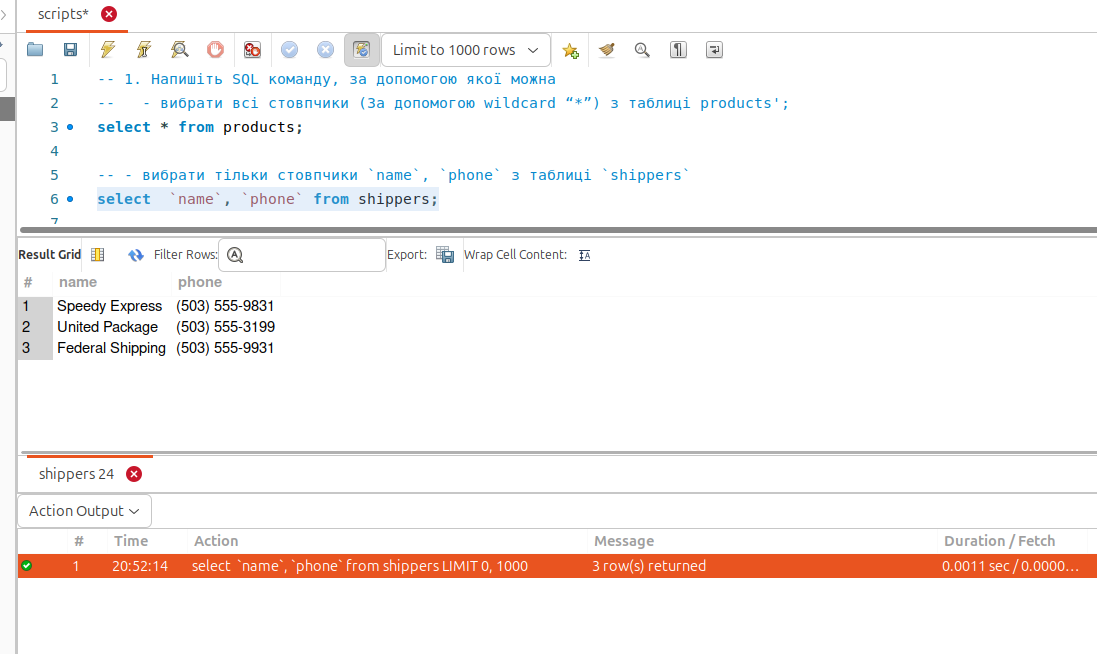 scripts*
Limit to 1000 rows
1 -- 1. Напишіть SQL команду, за допомогою якої можна
2 --   - вибрати всі стовпчики (За допомогою wildcard “*”) з таблиці products';
3 select * from products;
4
5 -- - вибрати тільки стовпчики `name`, `phone` з таблиці `shippers`
6 select  `name`, `phone` from shippers;
7
Result Grid Filter Rows: Export: Wrap Cell Content:
# name phone
1 Speedy Express (503) 555-9831
2 United Package (503) 555-3199
3 Federal Shipping (503) 555-9931
shippers 24
Action Output
# Time Action Message Duration / Fetch
1 20:52:14 select  `name`, `phone` from shippers LIMIT 0, 1000 3 row(s) returned 0.0011 sec / 0.0000...